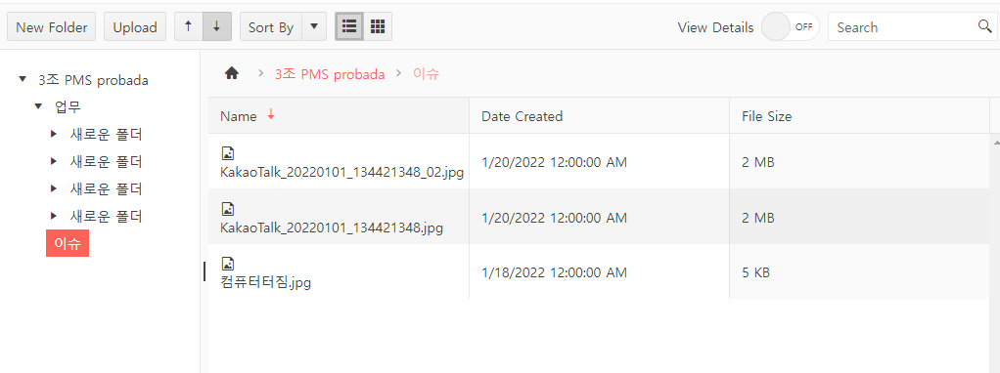 New Folder Upload Sort By View Details OFF Search
3조 PMS probada
업무
새로운 폴더
새로운 폴더
새로운 폴더
새로운 폴더
이슈
3조 PMS probada 이슈
Name Date Created File Size
KakaoTalk_20220101_134421348_02.jpg 1/20/2022 12:00:00 AM 2 MB
KakaoTalk_20220101_134421348.jpg 1/20/2022 12:00:00 AM 2 MB
컴퓨터터짐.jpg 1/18/2022 12:00:00 AM 5 KB